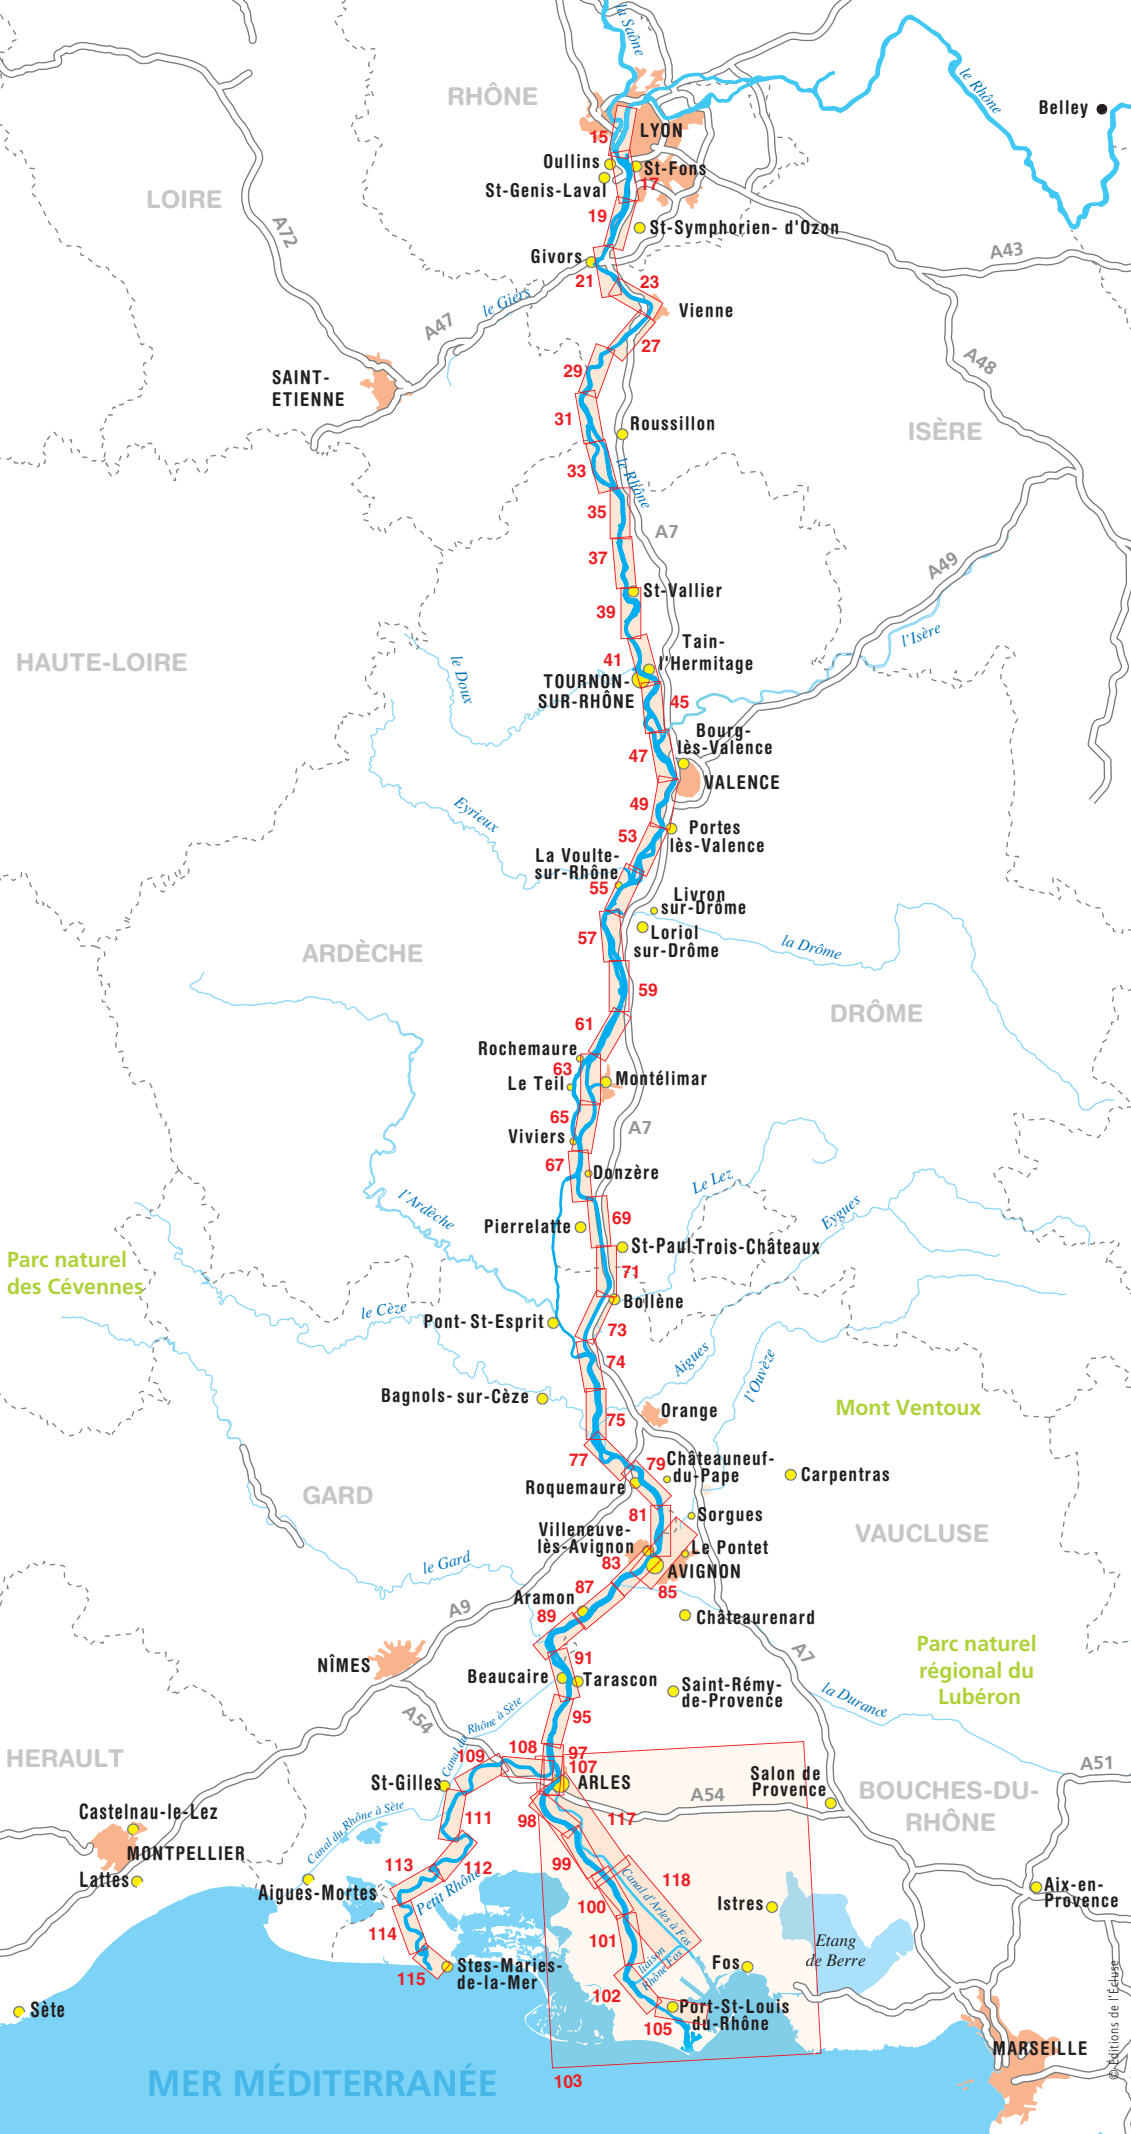 la Saône
RHÔNE
le Rhône
Belley
LYON
15
Oullins
St-Fons
17
St-Genis-Laval
LOIRE
19
St-Symphorien- d'Ozon
A72
Givors
A43
21
23
le Giers
Vienne
A47
27
A48
29
SAINT-
ETIENNE
31
Roussillon
ISÈRE
33
le Rhône
35
A7
37
A49
St-Vallier
39
l'Isère
HAUTE-LOIRE
le Doux
Tain-
l'Hermitage
41
TOURNON-
SUR-RHÔNE
45
Bourg-
lès-Valence
47
VALENCE
49
Eyrieux
Portes
lès-Valence
53
La Voulte-
sur-Rhône
55
Livron
sur-Drôme
57
Loriol
sur-Drôme
la Drôme
ARDÈCHE
59
DRÔME
61
Rochemaure
63
Le Teil
Montélimar
65
A7
Viviers
67
Donzère
Le Lez
l'Ardèche
69
Eygues
Pierrelatte
St-Paul-Trois-Châteaux
Parc naturel
des Cévennes
71
Bollène
le Cèze
Pont- St-Esprit
73
74
Aigues
l'Ouvèze
Bagnols- sur-Cèze
75
Orange
Mont Ventoux
77
79
Châteauneuf-
du-Pape
Carpentras
Roquemaure
GARD
81
Sorgues
Villeneuve-
lès-Avignon
Le Pontet
VAUCLUSE
le Gard
83
AVIGNON
85
87
Aramon
A9
89
Châteaurenard
91
A7
Parc naturel
régional du
Lubéron
NÎMES
Beaucaire
Tarascon
Saint-Rémy-
de-Provence
la Durance
A54
Canal du Rhône à Sète
95
HERAULT
97
108
109
107
St-Gilles
ARLES
Salon de
Provence
A51
A54
BOUCHES-DU-
RHÔNE
Castelnau-le-Lez
Canal du Rhône à Sète
111
98
117
MONTPELLIER
113
112
99
118
Lattes
Aigues-Mortes
Petit Rhône
Canal d'Arles à Fos
Aix-en-
Provence
100
Istres
114
101
Etang
de Berre
liaison
Rhône Fos
Fos
115
Stes-Maries-
de-la-Mer
102
Sète
Port-St-Louis
du-Rhône
105
MARSEILLE
© Éditions de l'Écluse
MER MÉDITERRANÉE
103